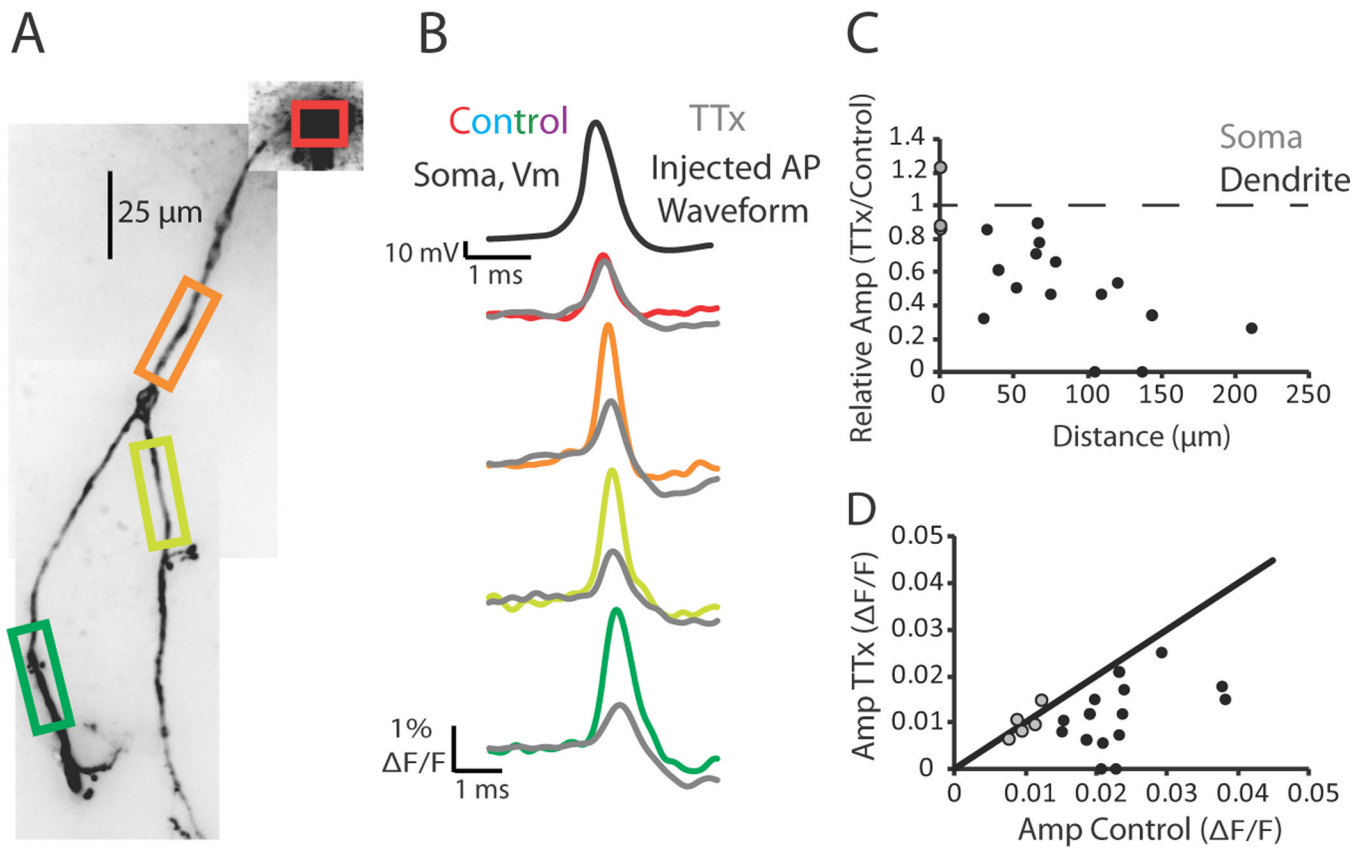 A
25 µm
B
Control
TTx
Soma, Vm
Injected AP
Waveform
10 mV
1 ms
1%
ΔF/F
1 ms
C
Relative Amp (TTx/Control)
1.4
1.2
1
0.8
0.6
0.4
0.2
0
0 50 100 150 200 250
Distance (µm)
Soma
Dendrite
D
Amp TTx (ΔF/F)
0.05
0.04
0.03
0.02
0.01
0
0 0.01 0.02 0.03 0.04 0.05
Amp Control (ΔF/F)